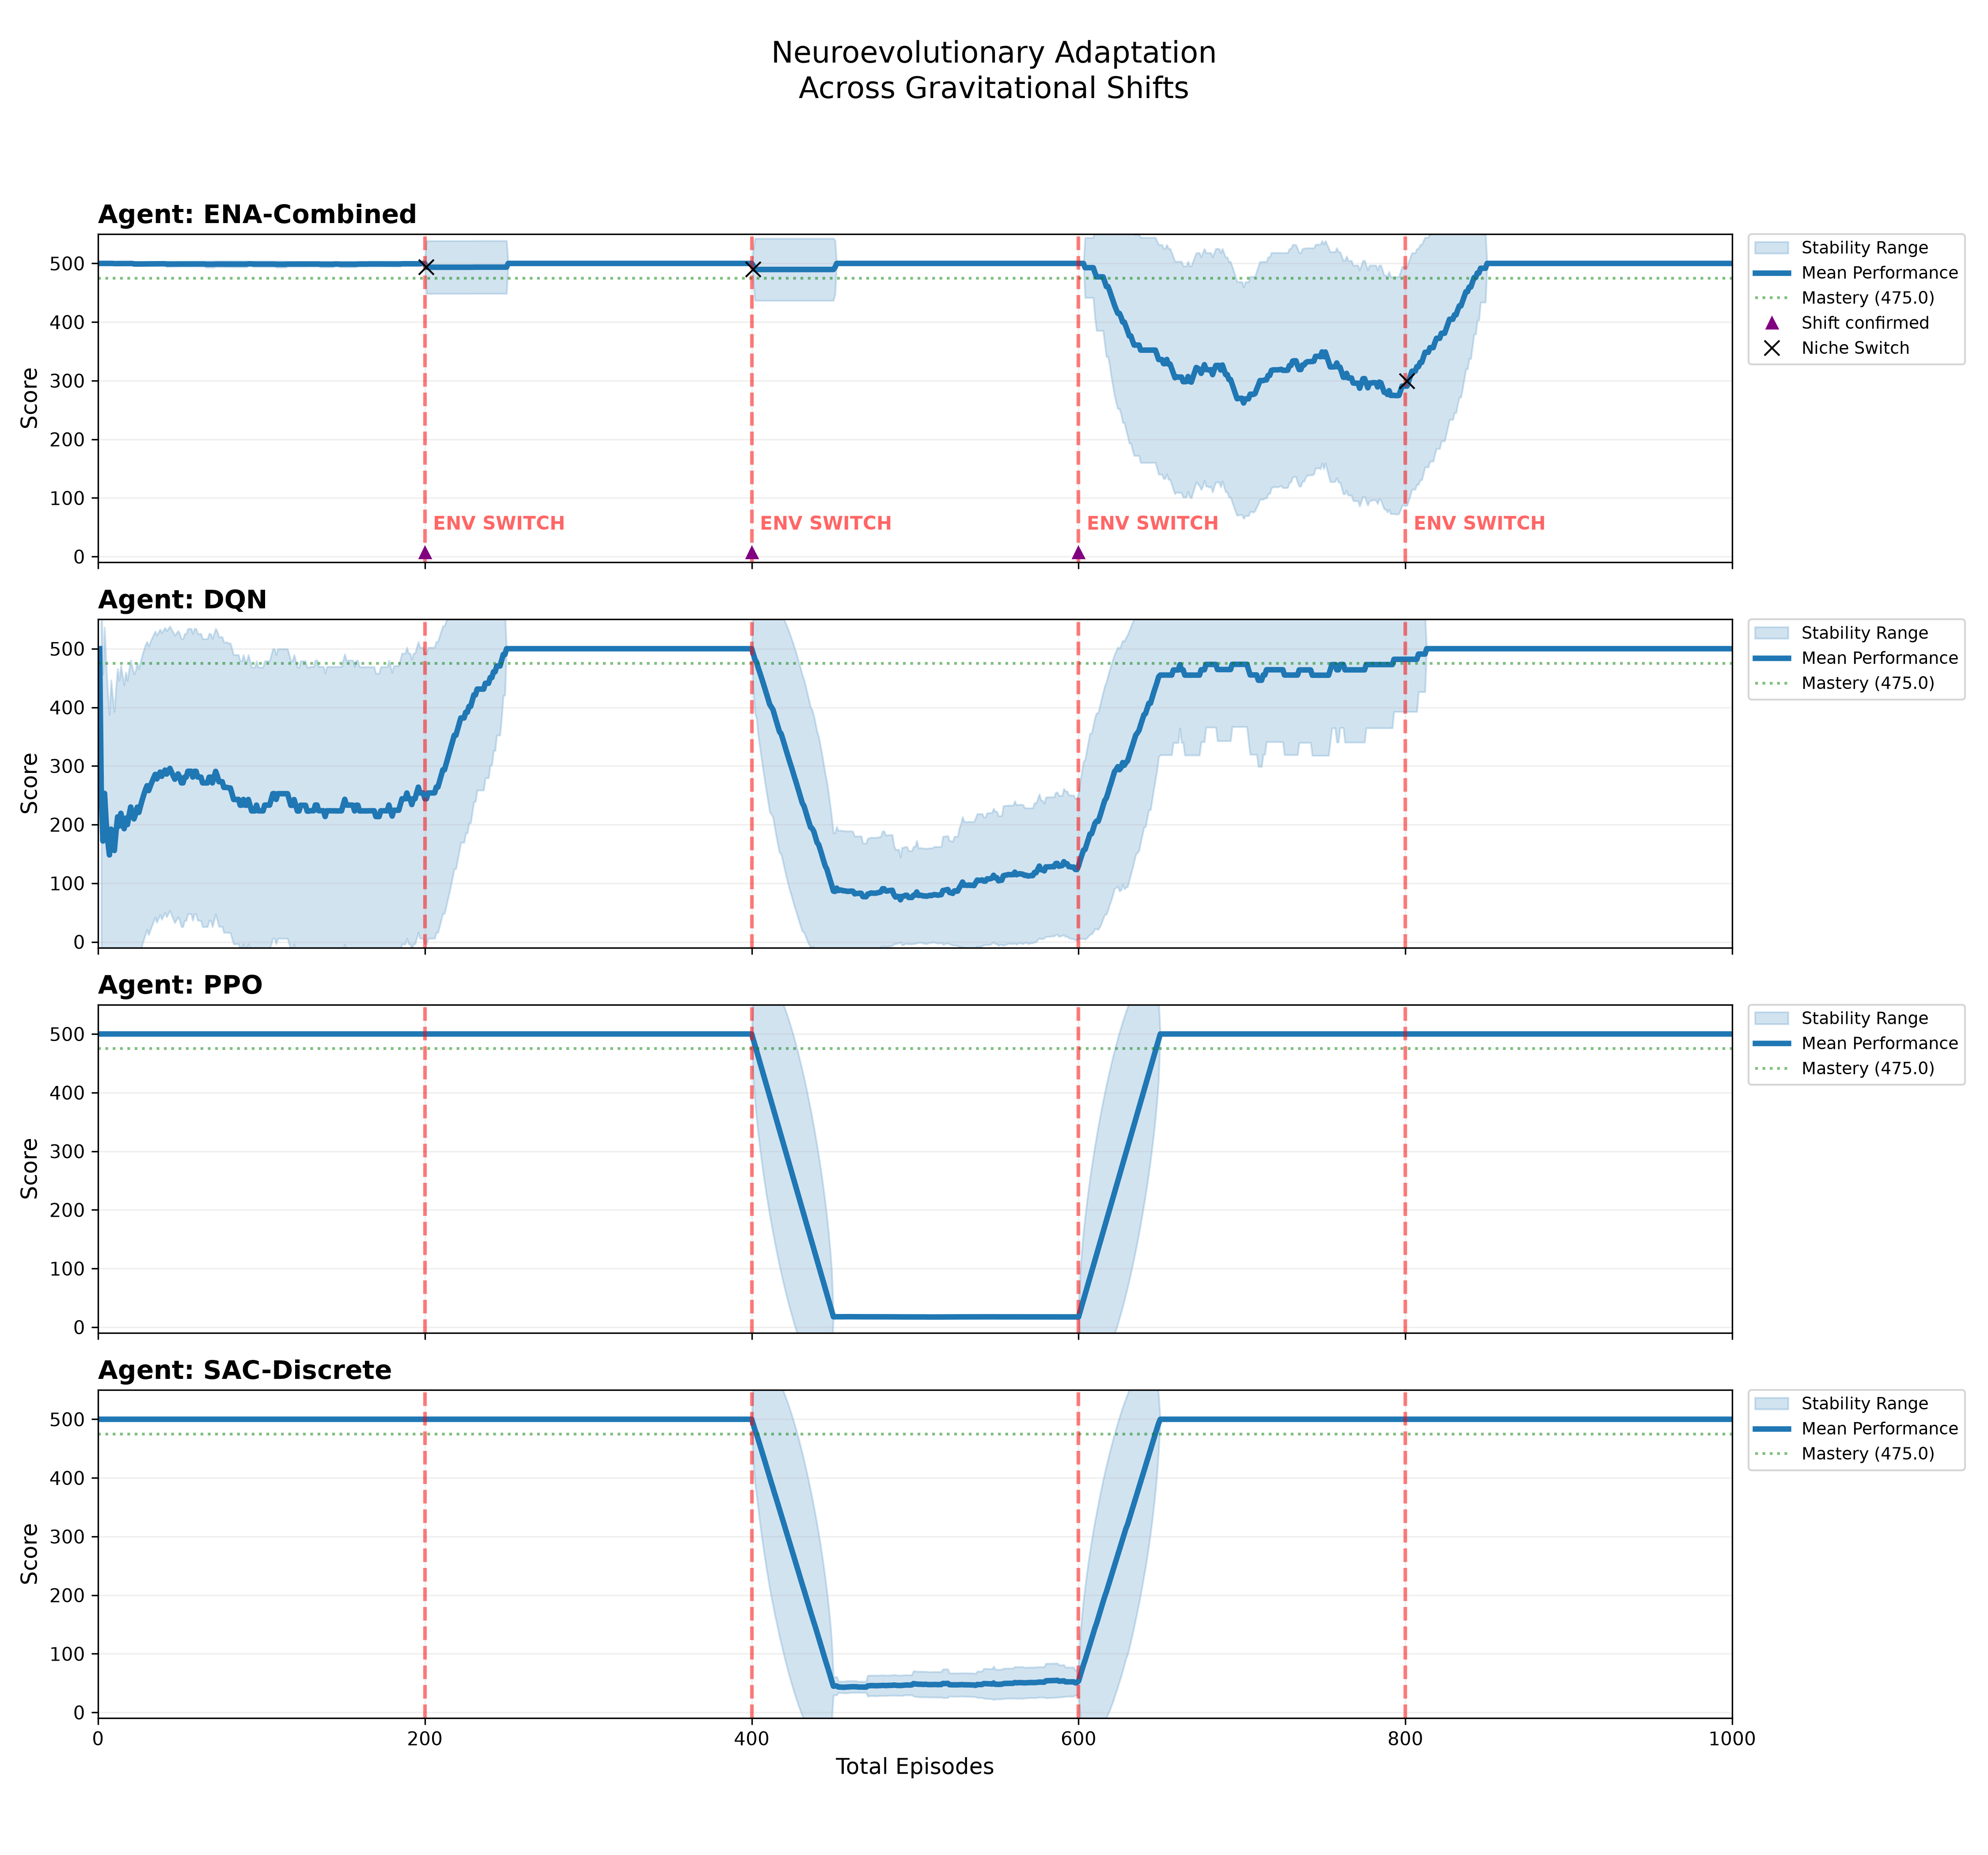 Neuroevolutionary Adaptation
Across Gravitational Shifts
Agent: ENA-Combined
Score
500
400
300
200
100
0
ENV SWITCH
ENV SWITCH
ENV SWITCH
ENV SWITCH
Stability Range
Mean Performance
Mastery (475.0)
Shift confirmed
Niche Switch
Agent: DQN
Score
500
400
300
200
100
0
Stability Range
Mean Performance
Mastery (475.0)
Agent: PPO
Score
500
400
300
200
100
0
Stability Range
Mean Performance
Mastery (475.0)
Agent: SAC-Discrete
Score
500
400
300
200
100
0
Stability Range
Mean Performance
Mastery (475.0)
0
200
400
600
800
1000
Total Episodes